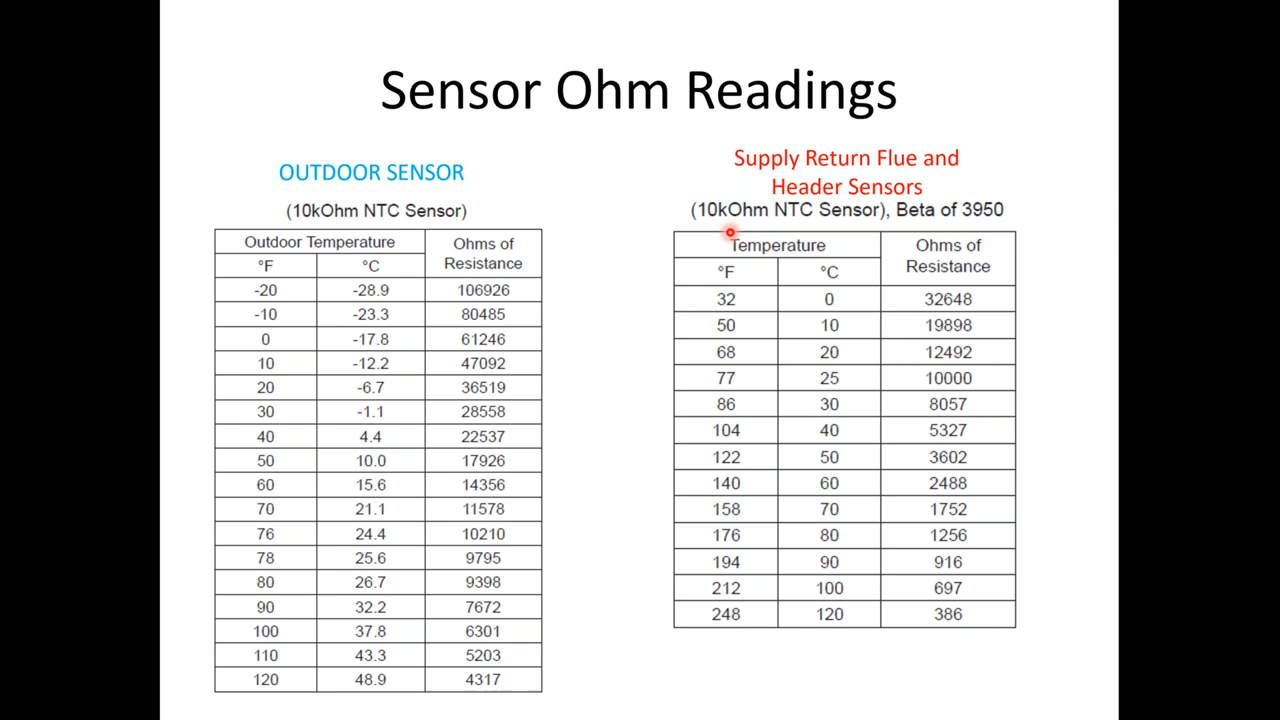 Sensor Ohm Readings
OUTDOOR SENSOR
(10kOhm NTC Sensor)
Outdoor Temperature Ohms of Resistance
°F °C
-20 -28.9 106926
-10 -23.3 80485
0 -17.8 61246
10 -12.2 47092
20 -6.7 36519
30 -1.1 28558
40 4.4 22537
50 10.0 17926
60 15.6 14356
70 21.1 11578
76 24.4 10210
78 25.6 9795
80 26.7 9398
90 32.2 7672
100 37.8 6301
110 43.3 5203
120 48.9 4317
Supply Return Flue and
Header Sensors
(10kOhm NTC Sensor), Beta of 3950
Temperature Ohms of Resistance
°F °C
32 0 32648
50 10 19898
68 20 12492
77 25 10000
86 30 8057
104 40 5327
122 50 3602
140 60 2488
158 70 1752
176 80 1256
194 90 916
212 100 697
248 120 386